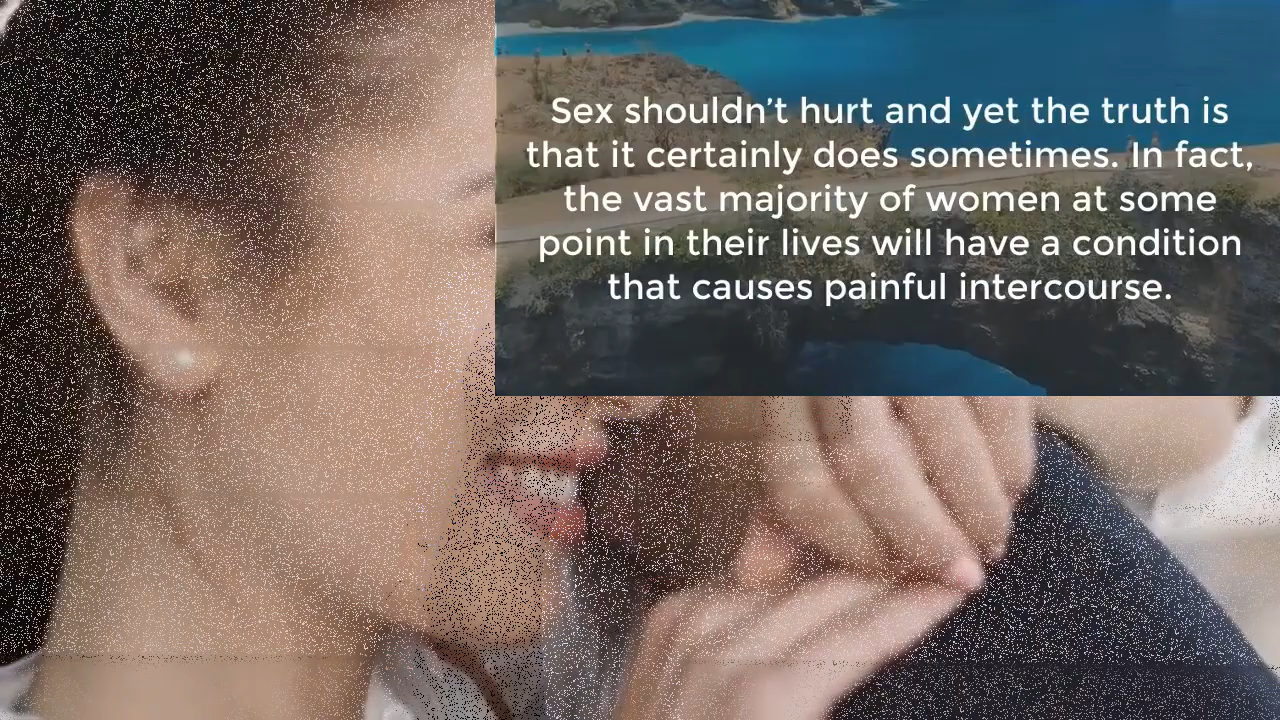 Sex shouldn’t hurt and yet the truth is
that it certainly does sometimes. In fact,
the vast majority of women at some
point in their lives will have a condition
that causes painful intercourse.